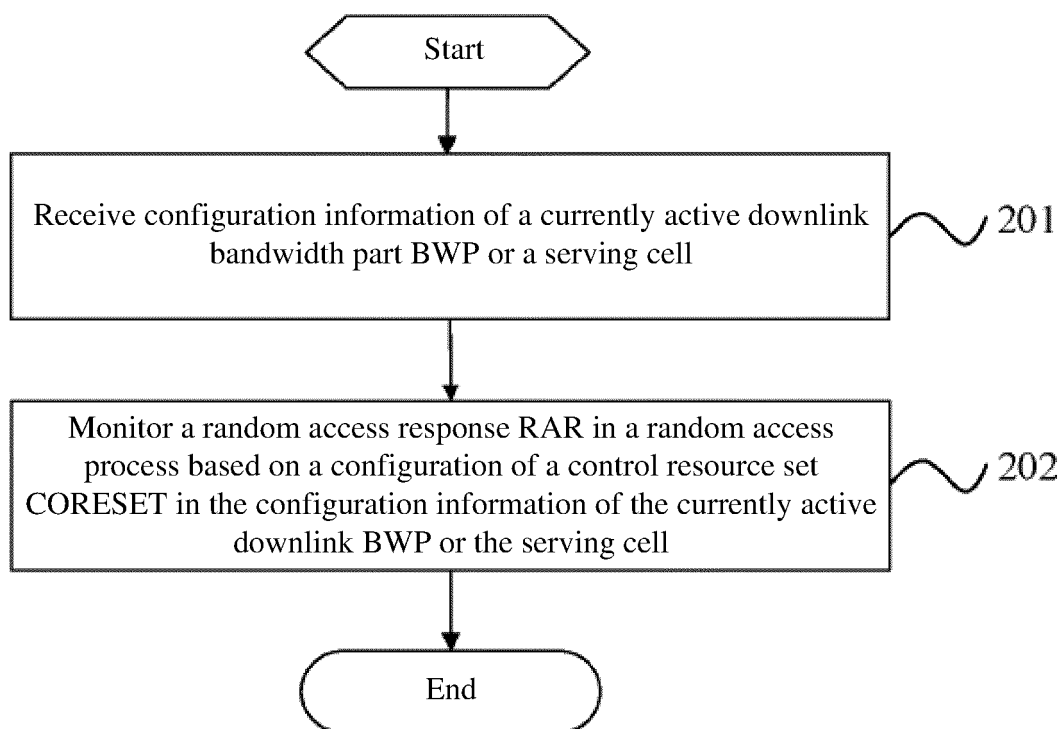 Start
Receive configuration information of a currently active downlink
bandwidth part BWP or a serving cell
201
Monitor a random access response RAR in a random access
process based on a configuration of a control resource set
CORESET in the configuration information of the currently active
downlink BWP or the serving cell
202
End